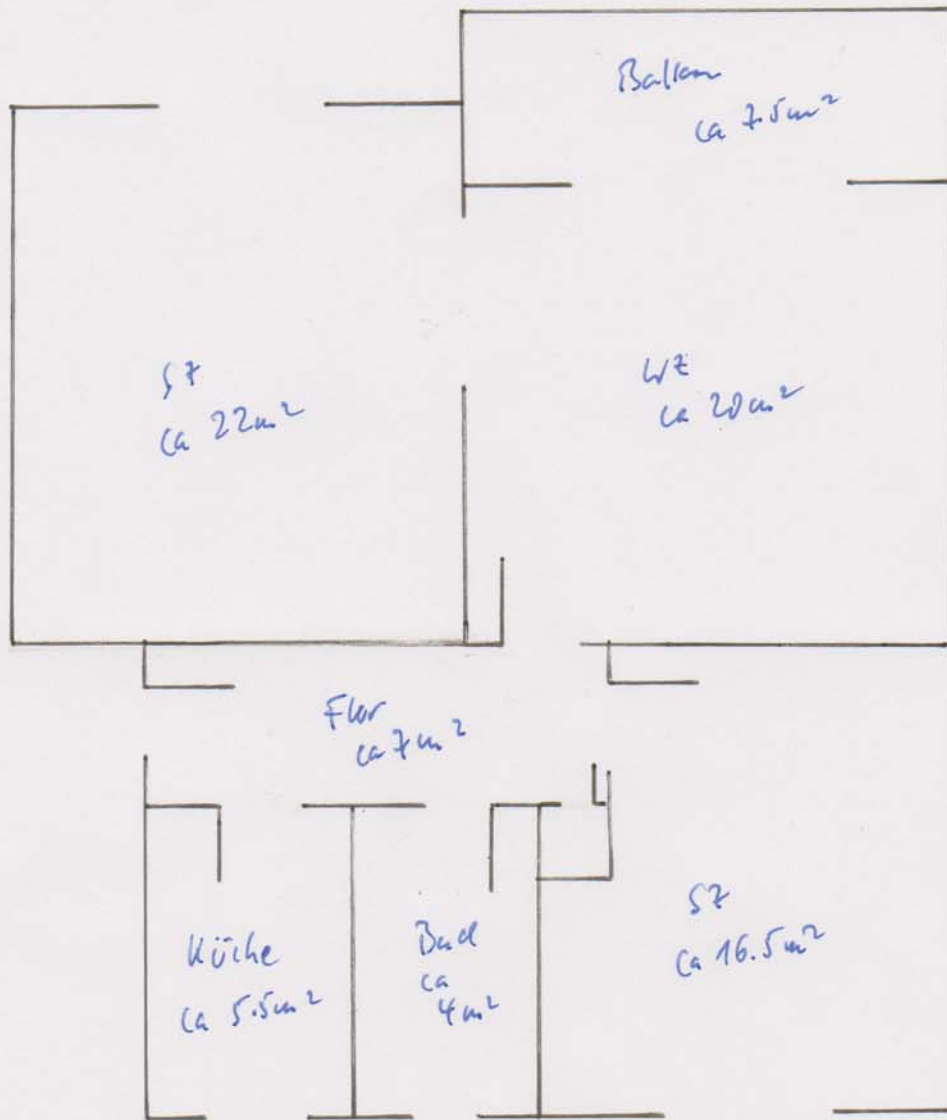 Balkon
ca 7.5m²
SZ
ca 22m²
WZ
ca 20m²
Flur
ca 7m²
Küche
ca 5.5m²
Bad
ca
4m²
SZ
ca 16.5m²